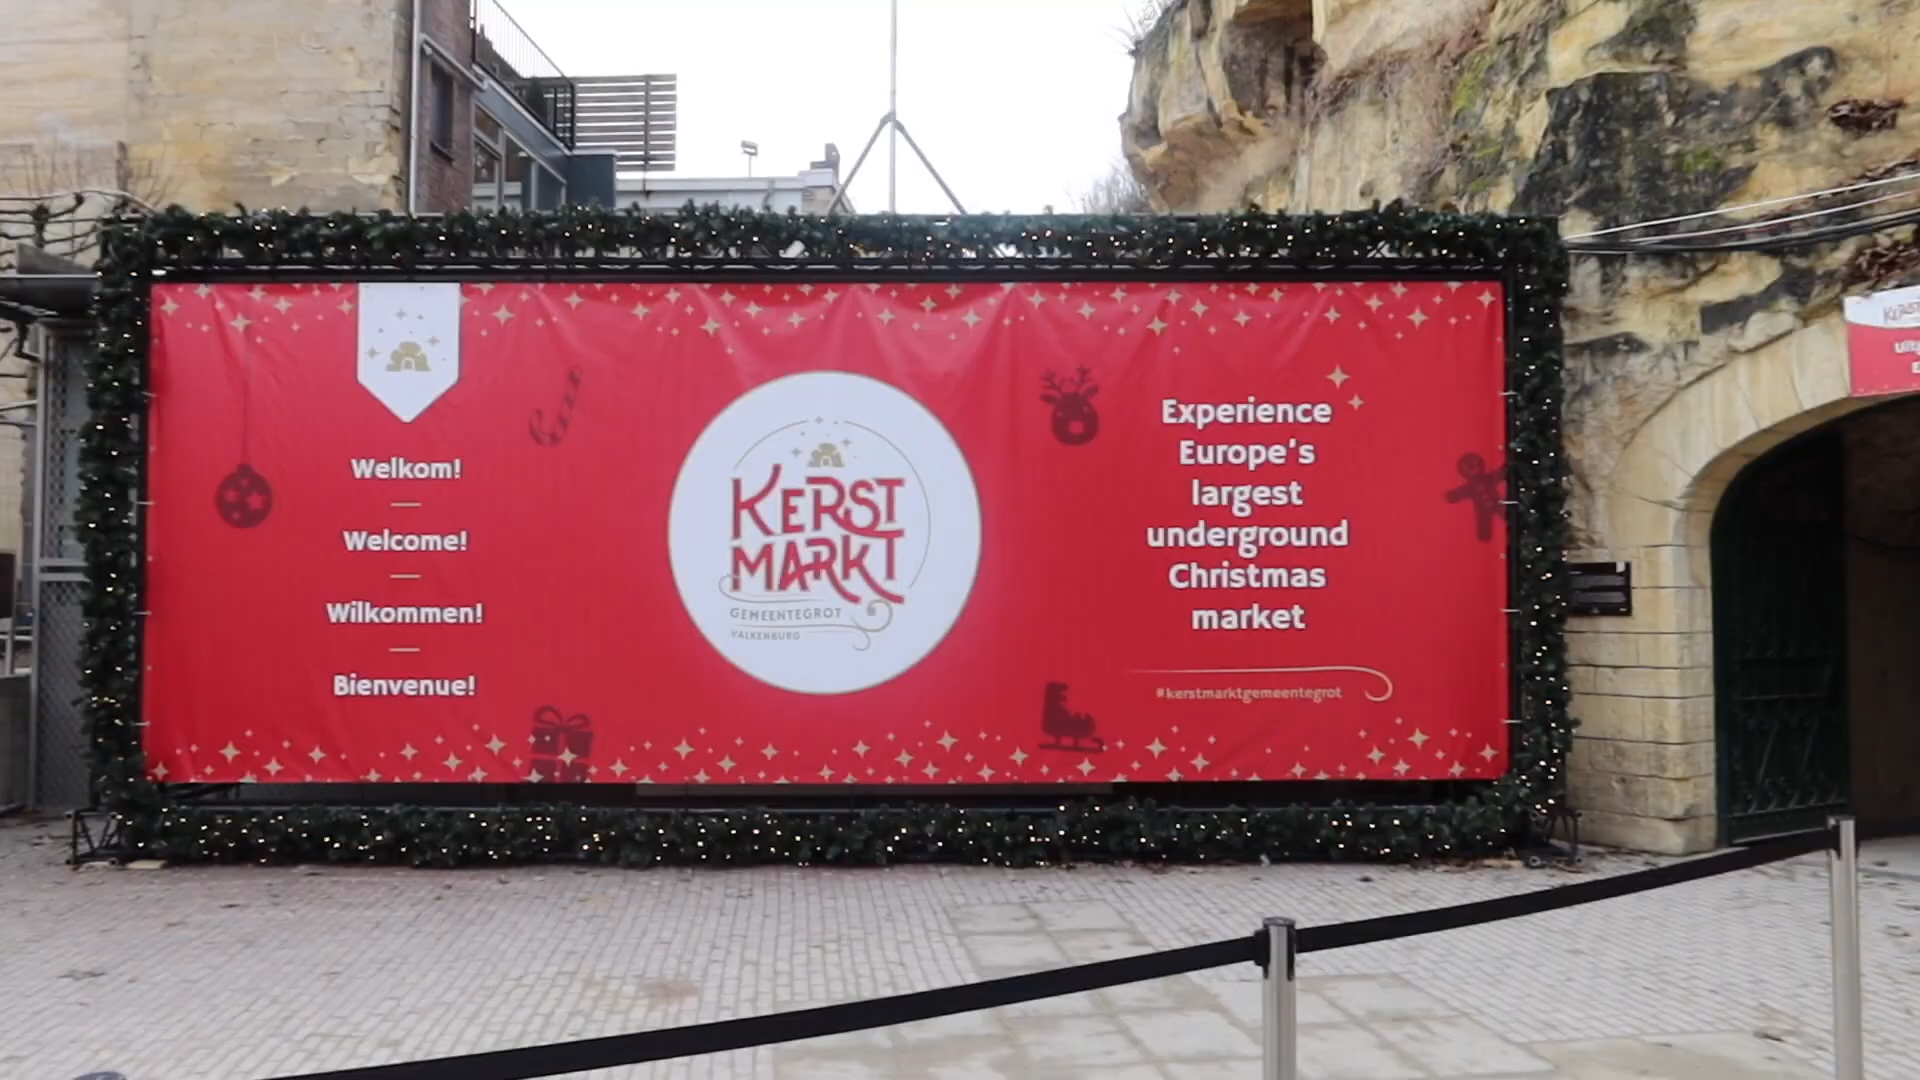 Welkom!
Welcome!
Wilkommen!
Bienvenue!
KERST
MARKT
GEMEENTEGROT
VALKENBURG
Experience
Europe's
largest
underground
Christmas
market
#kerstmarktgemeentegrot